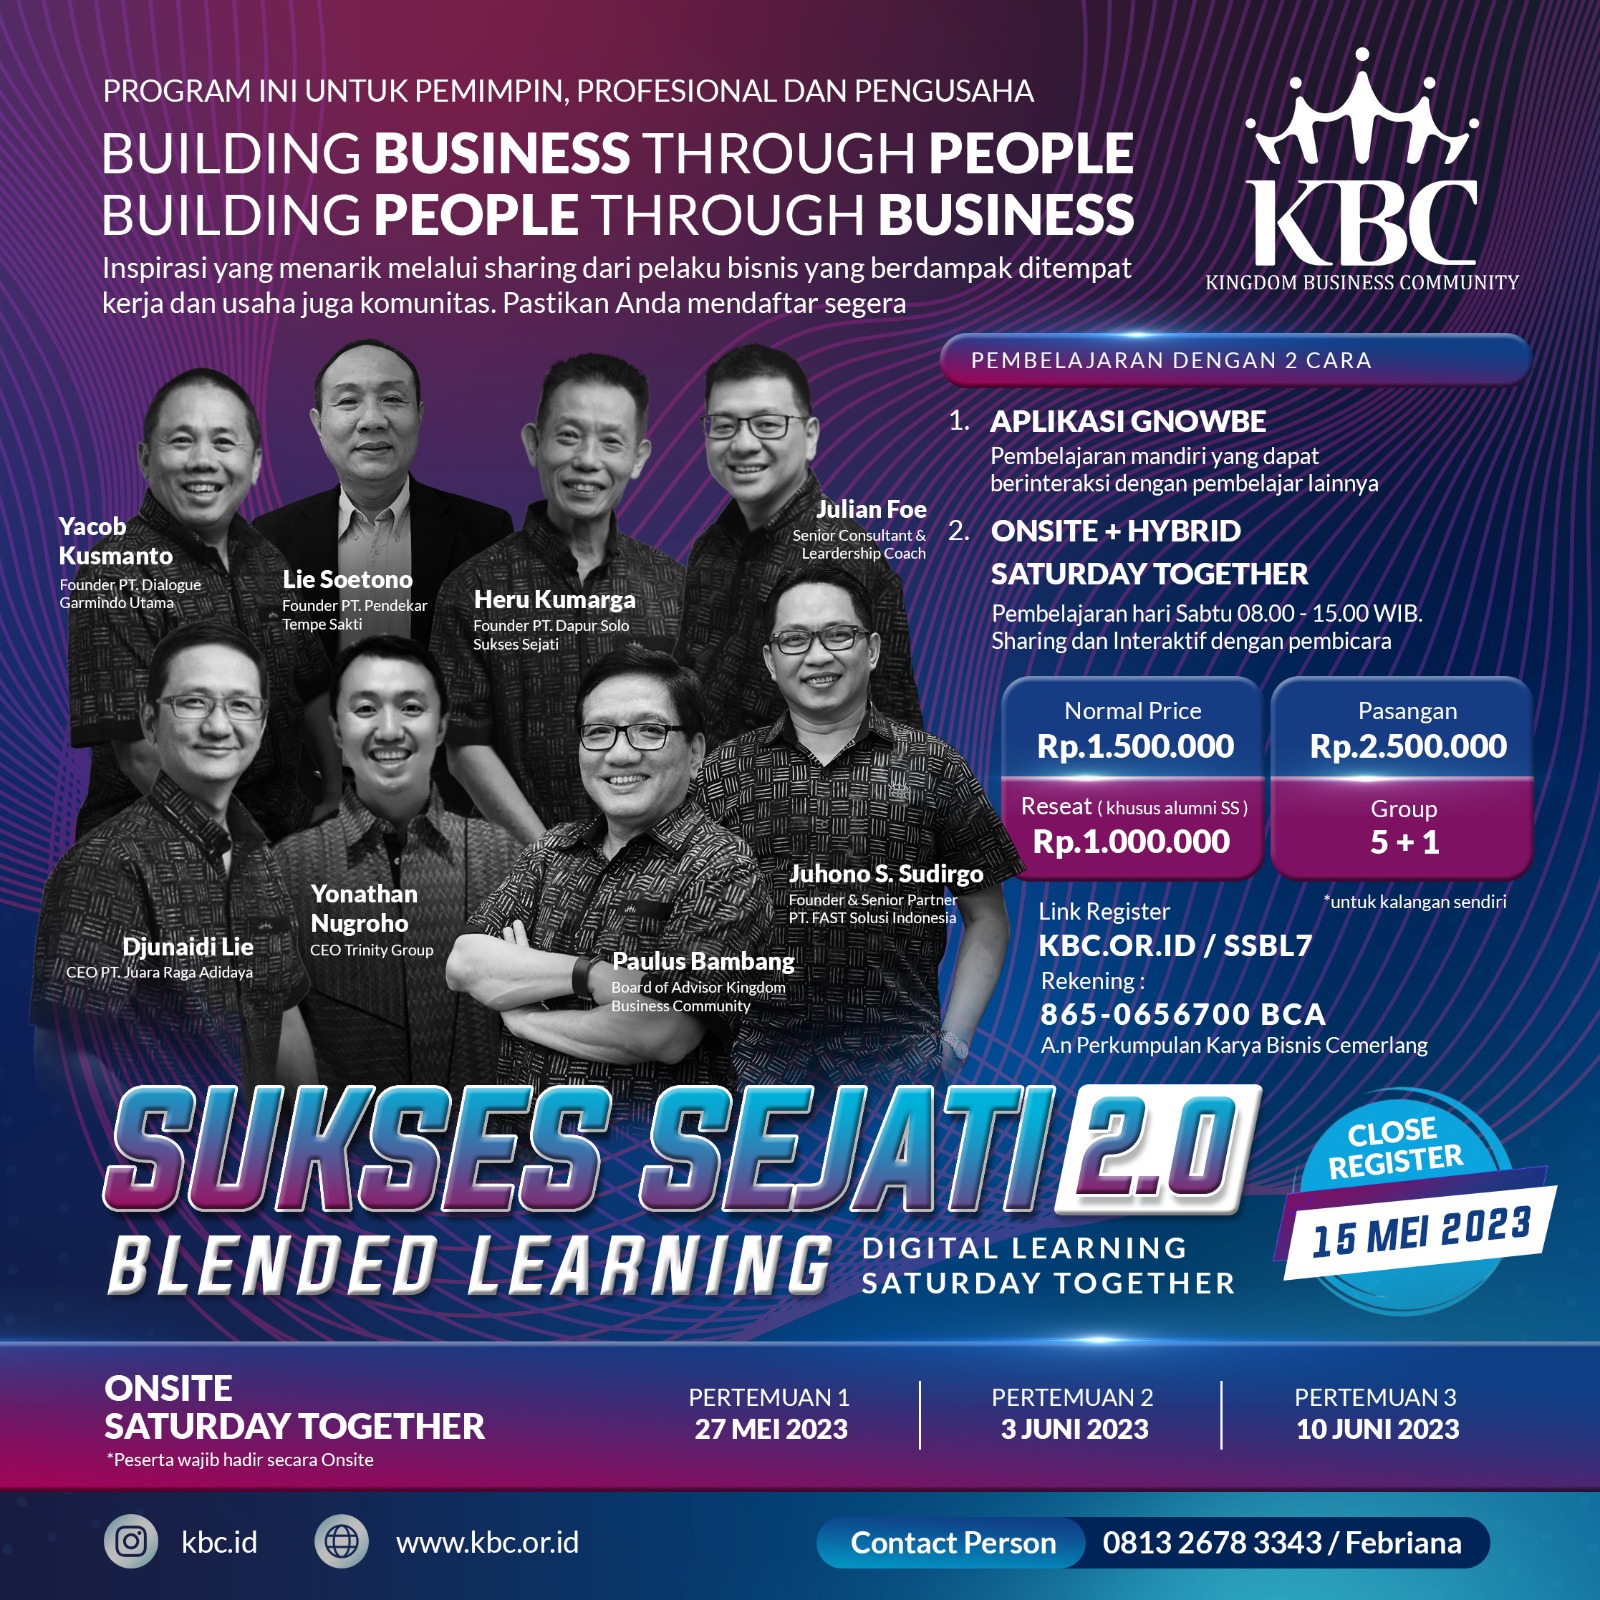 PROGRAM INI UNTUK PEMIMPIN, PROFESIONAL DAN PENGUSAHA
BUILDING BUSINESS THROUGH PEOPLE
BUILDING PEOPLE THROUGH BUSINESS
Inspirasi yang menarik melalui sharing dari pelaku bisnis yang berdampak ditempat
kerja dan usaha juga komunitas. Pastikan Anda mendaftar segera
KBC
KINGDOM BUSINESS COMMUNITY
Yacob
Kusmanto
Founder PT. Dialogue
Garmindo Utama
Lie Soetono
Founder PT. Pendekar
Tempe Sakti
Heru Kumarga
Founder PT. Dapur Solo
Sukses Sejati
Julian Foe
Senior Consultant &
Leardership Coach
Djunaidi Lie
CEO PT. Juara Raga Adidaya
Yonathan
Nugroho
CEO Trinity Group
Paulus Bambang
Board of Advisor Kingdom
Business Community
Juhono S. Sudirgo
Founder & Senior Partner
PT. FAST Solusi Indonesia
PEMBELAJARAN DENGAN 2 CARA
1. APLIKASI GNOWBE
Pembelajaran mandiri yang dapat
berinteraksi dengan pembelajar lainnya
2. ONSITE + HYBRID
SATURDAY TOGETHER
Pembelajaran hari Sabtu 08.00 - 15.00 WIB.
Sharing dan Interaktif dengan pembicara
Normal Price
Rp.1.500.000
Pasangan
Rp.2.500.000
Reseat ( khusus alumni SS )
Rp.1.000.000
Group
5 + 1
*untuk kalangan sendiri
Link Register
KBC.OR.ID / SSBL7
Rekening :
865-0656700 BCA
A.n Perkumpulan Karya Bisnis Cemerlang
SUKSES SEJATI 2.0
BLENDED LEARNING
DIGITAL LEARNING
SATURDAY TOGETHER
CLOSE
REGISTER
15 MEI 2023
ONSITE
SATURDAY TOGETHER
*Peserta wajib hadir secara Onsite
PERTEMUAN 1
27 MEI 2023
PERTEMUAN 2
3 JUNI 2023
PERTEMUAN 3
10 JUNI 2023
kbc.id
www.kbc.or.id
Contact Person 0813 2678 3343 / Febriana